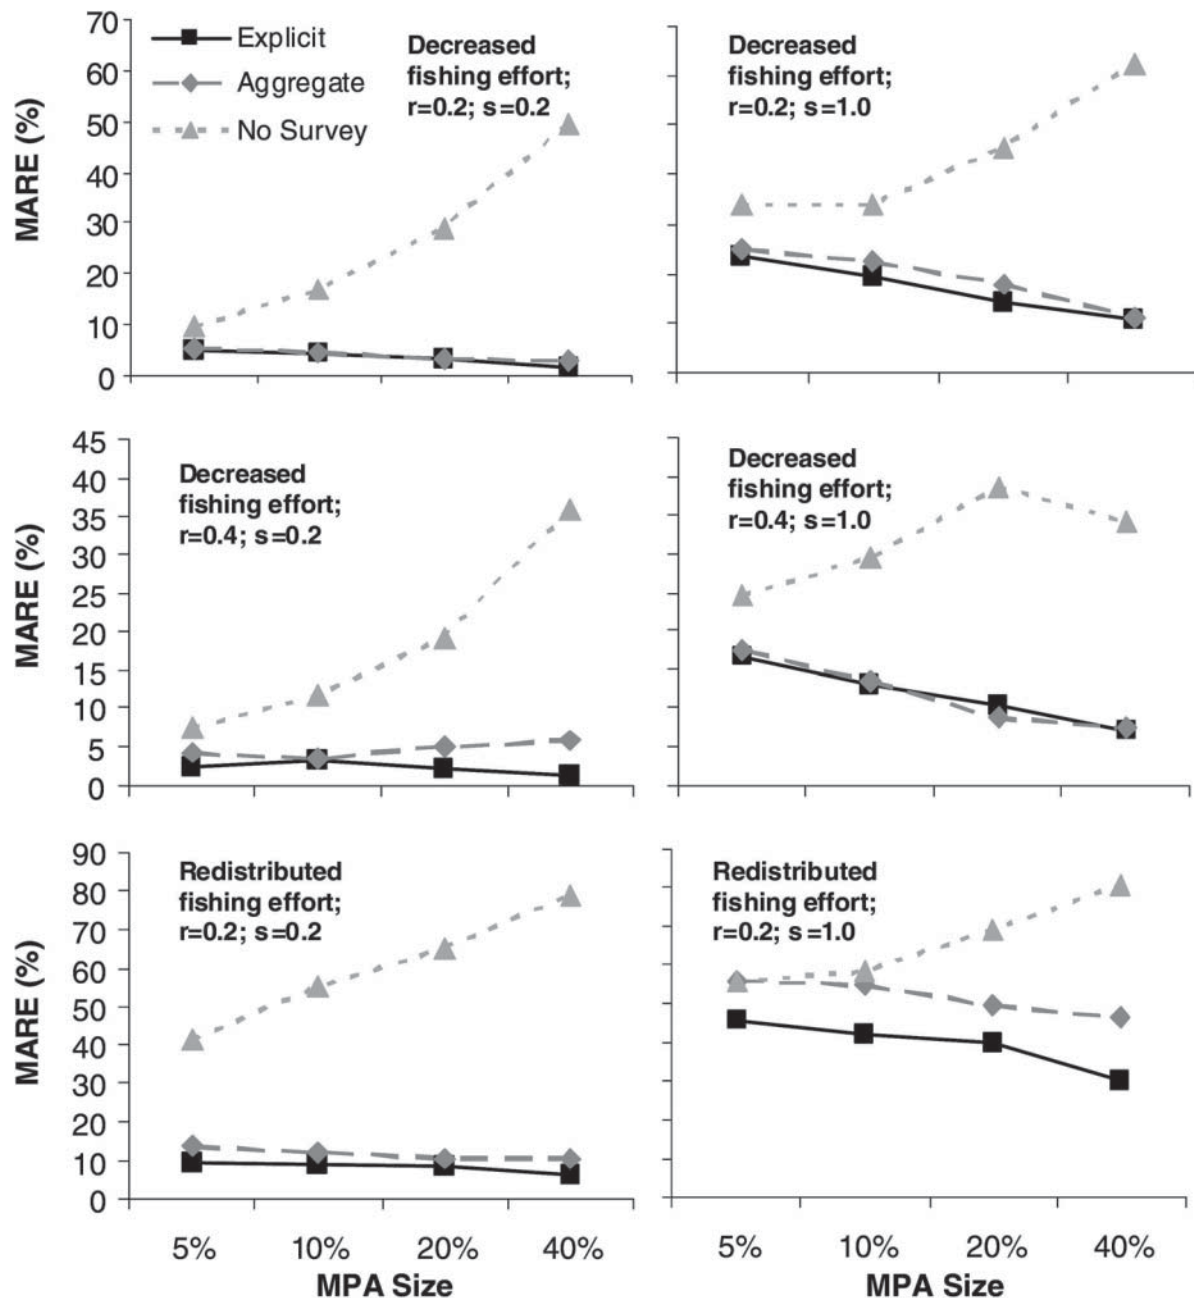 70
60
50
40
30
20
10
0
MARE (%)
Explicit
Aggregate
No Survey
Decreased
fishing effort;
r=0.2; s=0.2
Decreased
fishing effort;
r=0.2; s=1.0
45
40
35
30
25
20
15
10
5
0
MARE (%)
Decreased
fishing effort;
r=0.4; s=0.2
Decreased
fishing effort;
r=0.4; s=1.0
90
80
70
60
50
40
30
20
10
0
MARE (%)
Redistributed
fishing effort;
r=0.2; s=0.2
Redistributed
fishing effort;
r=0.2; s=1.0
5% 10% 20% 40%
MPA Size
5% 10% 20% 40%
MPA Size